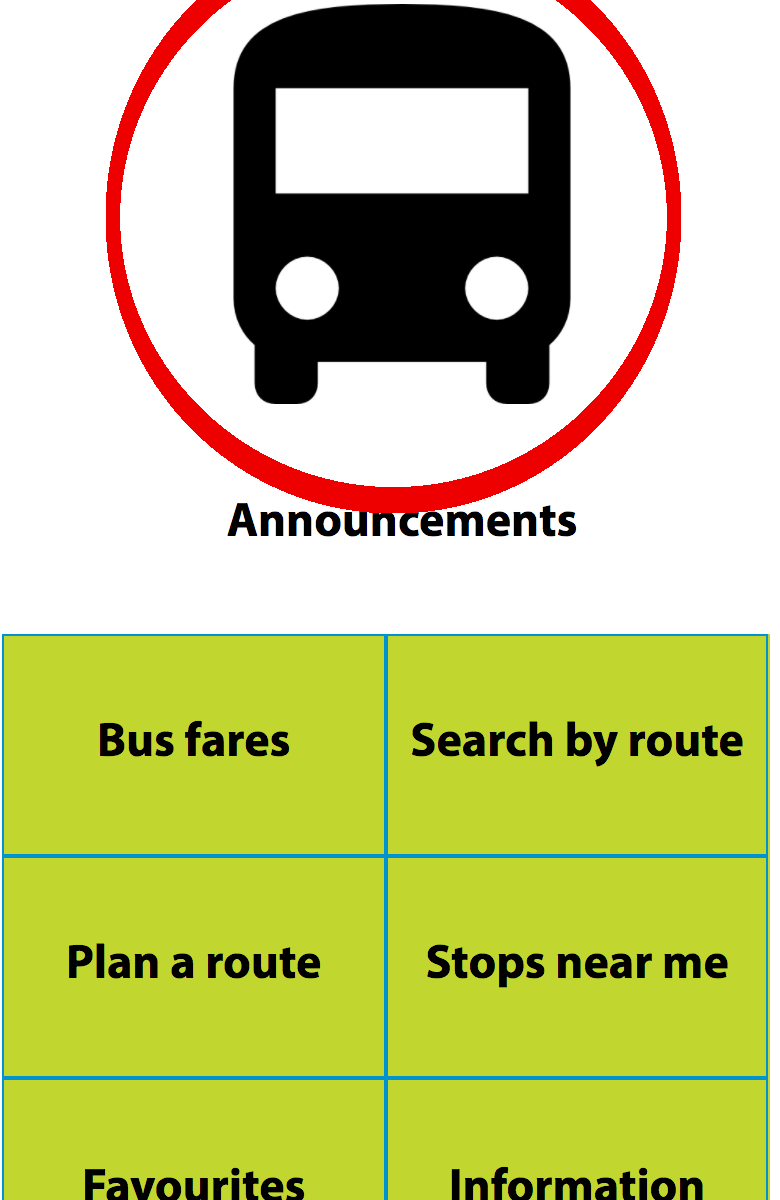 Announcements
Bus fares
Search by route
Plan a route
Stops near me
Favourites
Information